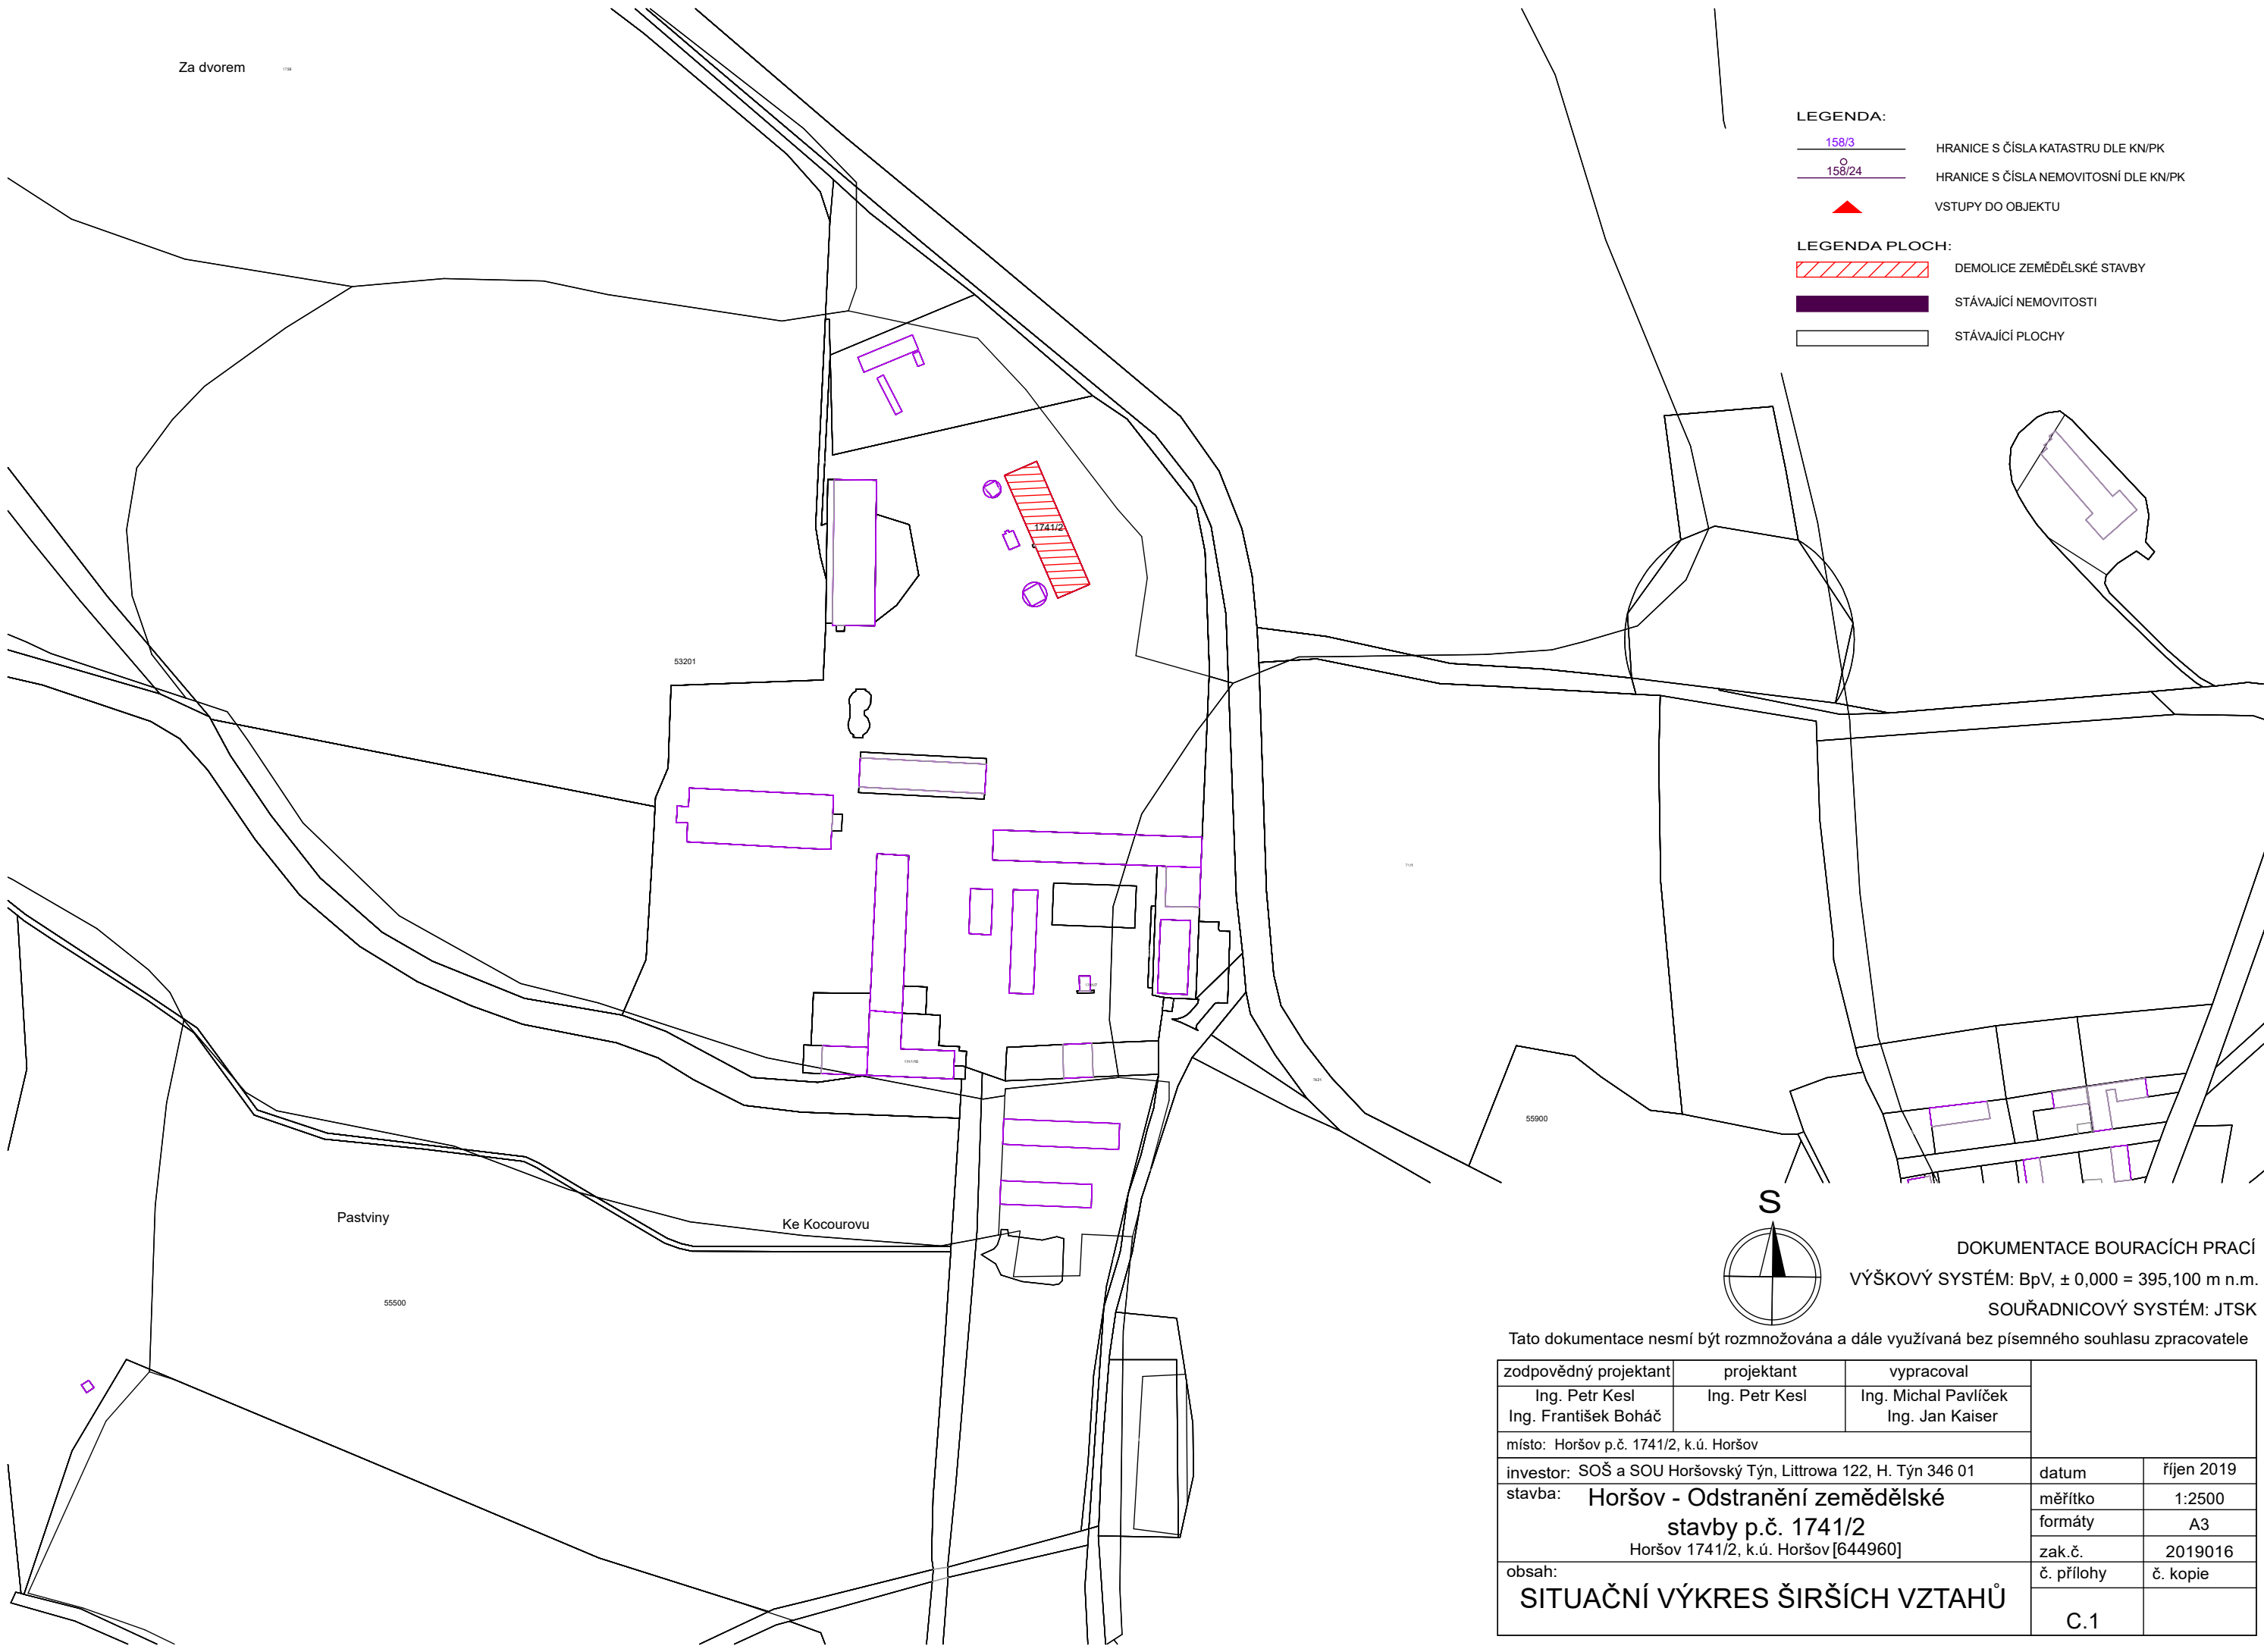 Za dvorem
LEGENDA:
158/3
HRANICE S ČÍSLA KATASTRU DLE KN/PK
158/24
HRANICE S ČÍSLA NEMOVITOSNÍ DLE KN/PK
VSTUPY DO OBJEKTU
LEGENDA PLOCH:
DEMOLICE ZEMĚDĚLSKÉ STAVBY
STÁVAJÍCÍ NEMOVITOSTI
STÁVAJÍCÍ PLOCHY
1741/2
53201
55900
Pastviny
Ke Kocourovu
55500
S
DOKUMENTACE BOURACÍCH PRACÍ
VÝŠKOVÝ SYSTÉM: BpV, ± 0,000 = 395,100 m n.m.
SOUŘADNICOVÝ SYSTÉM: JTSK
Tato dokumentace nesmí být rozmnožována a dále využívaná bez písemného souhlasu zpracovatele
zodpovědný projektant projektant vypracoval
Ing. Petr Kesl Ing. Petr Kesl Ing. Michal Pavlíček
Ing. František Boháč Ing. Jan Kaiser
místo: Horšov p.č. 1741/2, k.ú. Horšov
investor: SOŠ a SOU Horšovský Týn, Littrowa 122, H. Týn 346 01
datum říjen 2019
stavba: Horšov - Odstranění zemědělské
stavby p.č. 1741/2
Horšov 1741/2, k.ú. Horšov [644960]
měřítko 1:2500
formáty A3
zak.č. 2019016
obsah:
SITUAČNÍ VÝKRES ŠIRŠÍCH VZTAHŮ
č. přílohy č. kopie
C.1